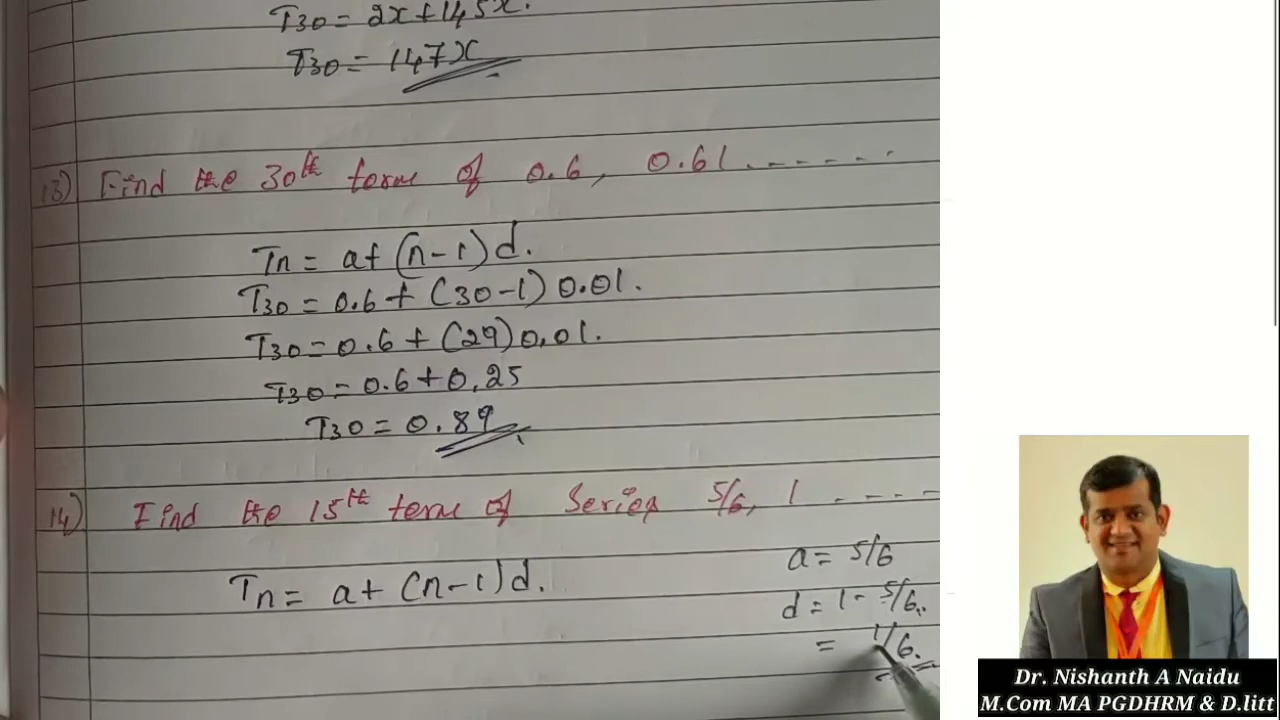 T30 = 2x+145x.
T30 = 147x
13) Find the 30th term of 0.6, 0.61.......
Tn = a+(n-1)d.
T30 = 0.6+(30-1)0.01.
T30 = 0.6+(29)0.01.
T30 = 0.6+0.25
T30 = 0.89
14) Find the 15th term of Series 5/6, 1 ----
Tn = a+(n-1)d.
a = 5/6
d = 1 - 5/6.
= 1/6.
Dr. Nishanth A Naidu
M.Com MA PGDHRM & D.litt